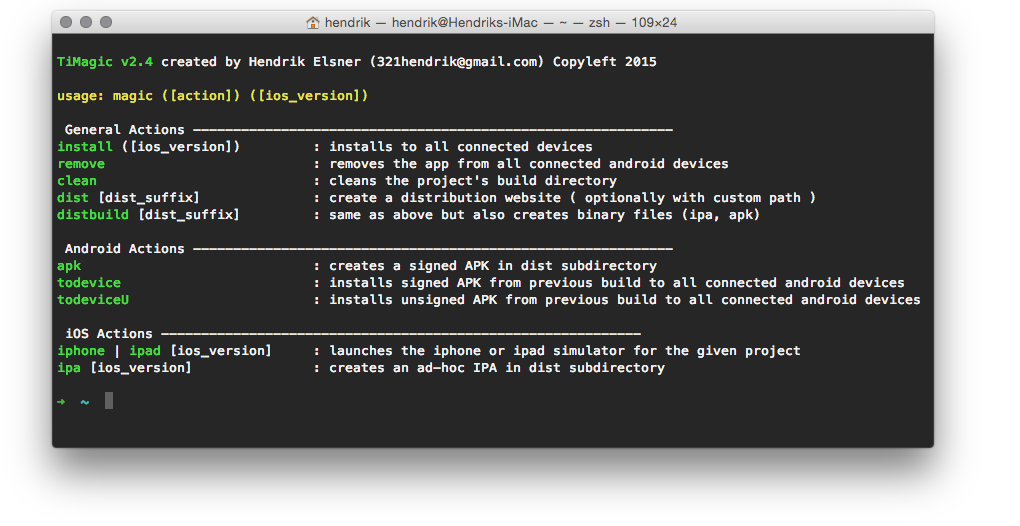 hendrik — hendrik@Hendriks-iMac — ~ — zsh — 109×24
TiMagic v2.4 created by Hendrik Elsner (321hendrik@gmail.com) Copyleft 2015
usage: magic ([action]) ([ios_version])
General Actions ————————————————————————————————————————————————————————————
install ([ios_version]) : installs to all connected devices
remove : removes the app from all connected android devices
clean : cleans the project's build directory
dist [dist_suffix] : create a distribution website ( optionally with custom path )
distbuild [dist_suffix] : same as above but also creates binary files (ipa, apk)
Android Actions ————————————————————————————————————————————————————————————
apk : creates a signed APK in dist subdirectory
todevice : installs signed APK from previous build to all connected android devices
todeviceU : installs unsigned APK from previous build to all connected android devices
iOS Actions ————————————————————————————————————————————————————————————
iphone | ipad [ios_version] : launches the iphone or ipad simulator for the given project
ipa [ios_version] : creates an ad-hoc IPA in dist subdirectory
→ ~